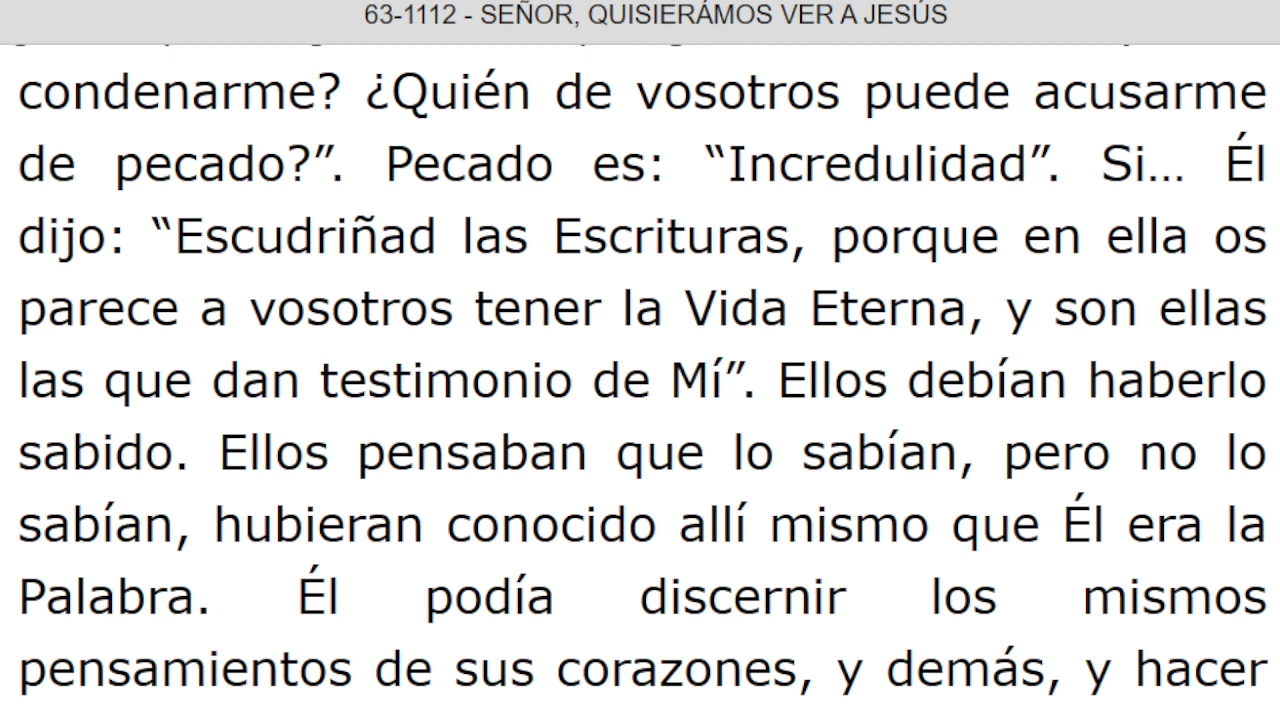 63-1112 - SEÑOR, QUISIERÁMOS VER A JESÚS
condenarme? ¿Quién de vosotros puede acusarme
de pecado?”. Pecado es: “Incredulidad”. Si... Él
dijo: “Escudriñad las Escrituras, porque en ella os
parece a vosotros tener la Vida Eterna, y son ellas
las que dan testimonio de Mí”. Ellos debían haberlo
sabido. Ellos pensaban que lo sabían, pero no lo
sabían, hubieran conocido allí mismo que Él era la
Palabra. Él podía discernir los mismos
pensamientos de sus corazones, y demás, y hacer